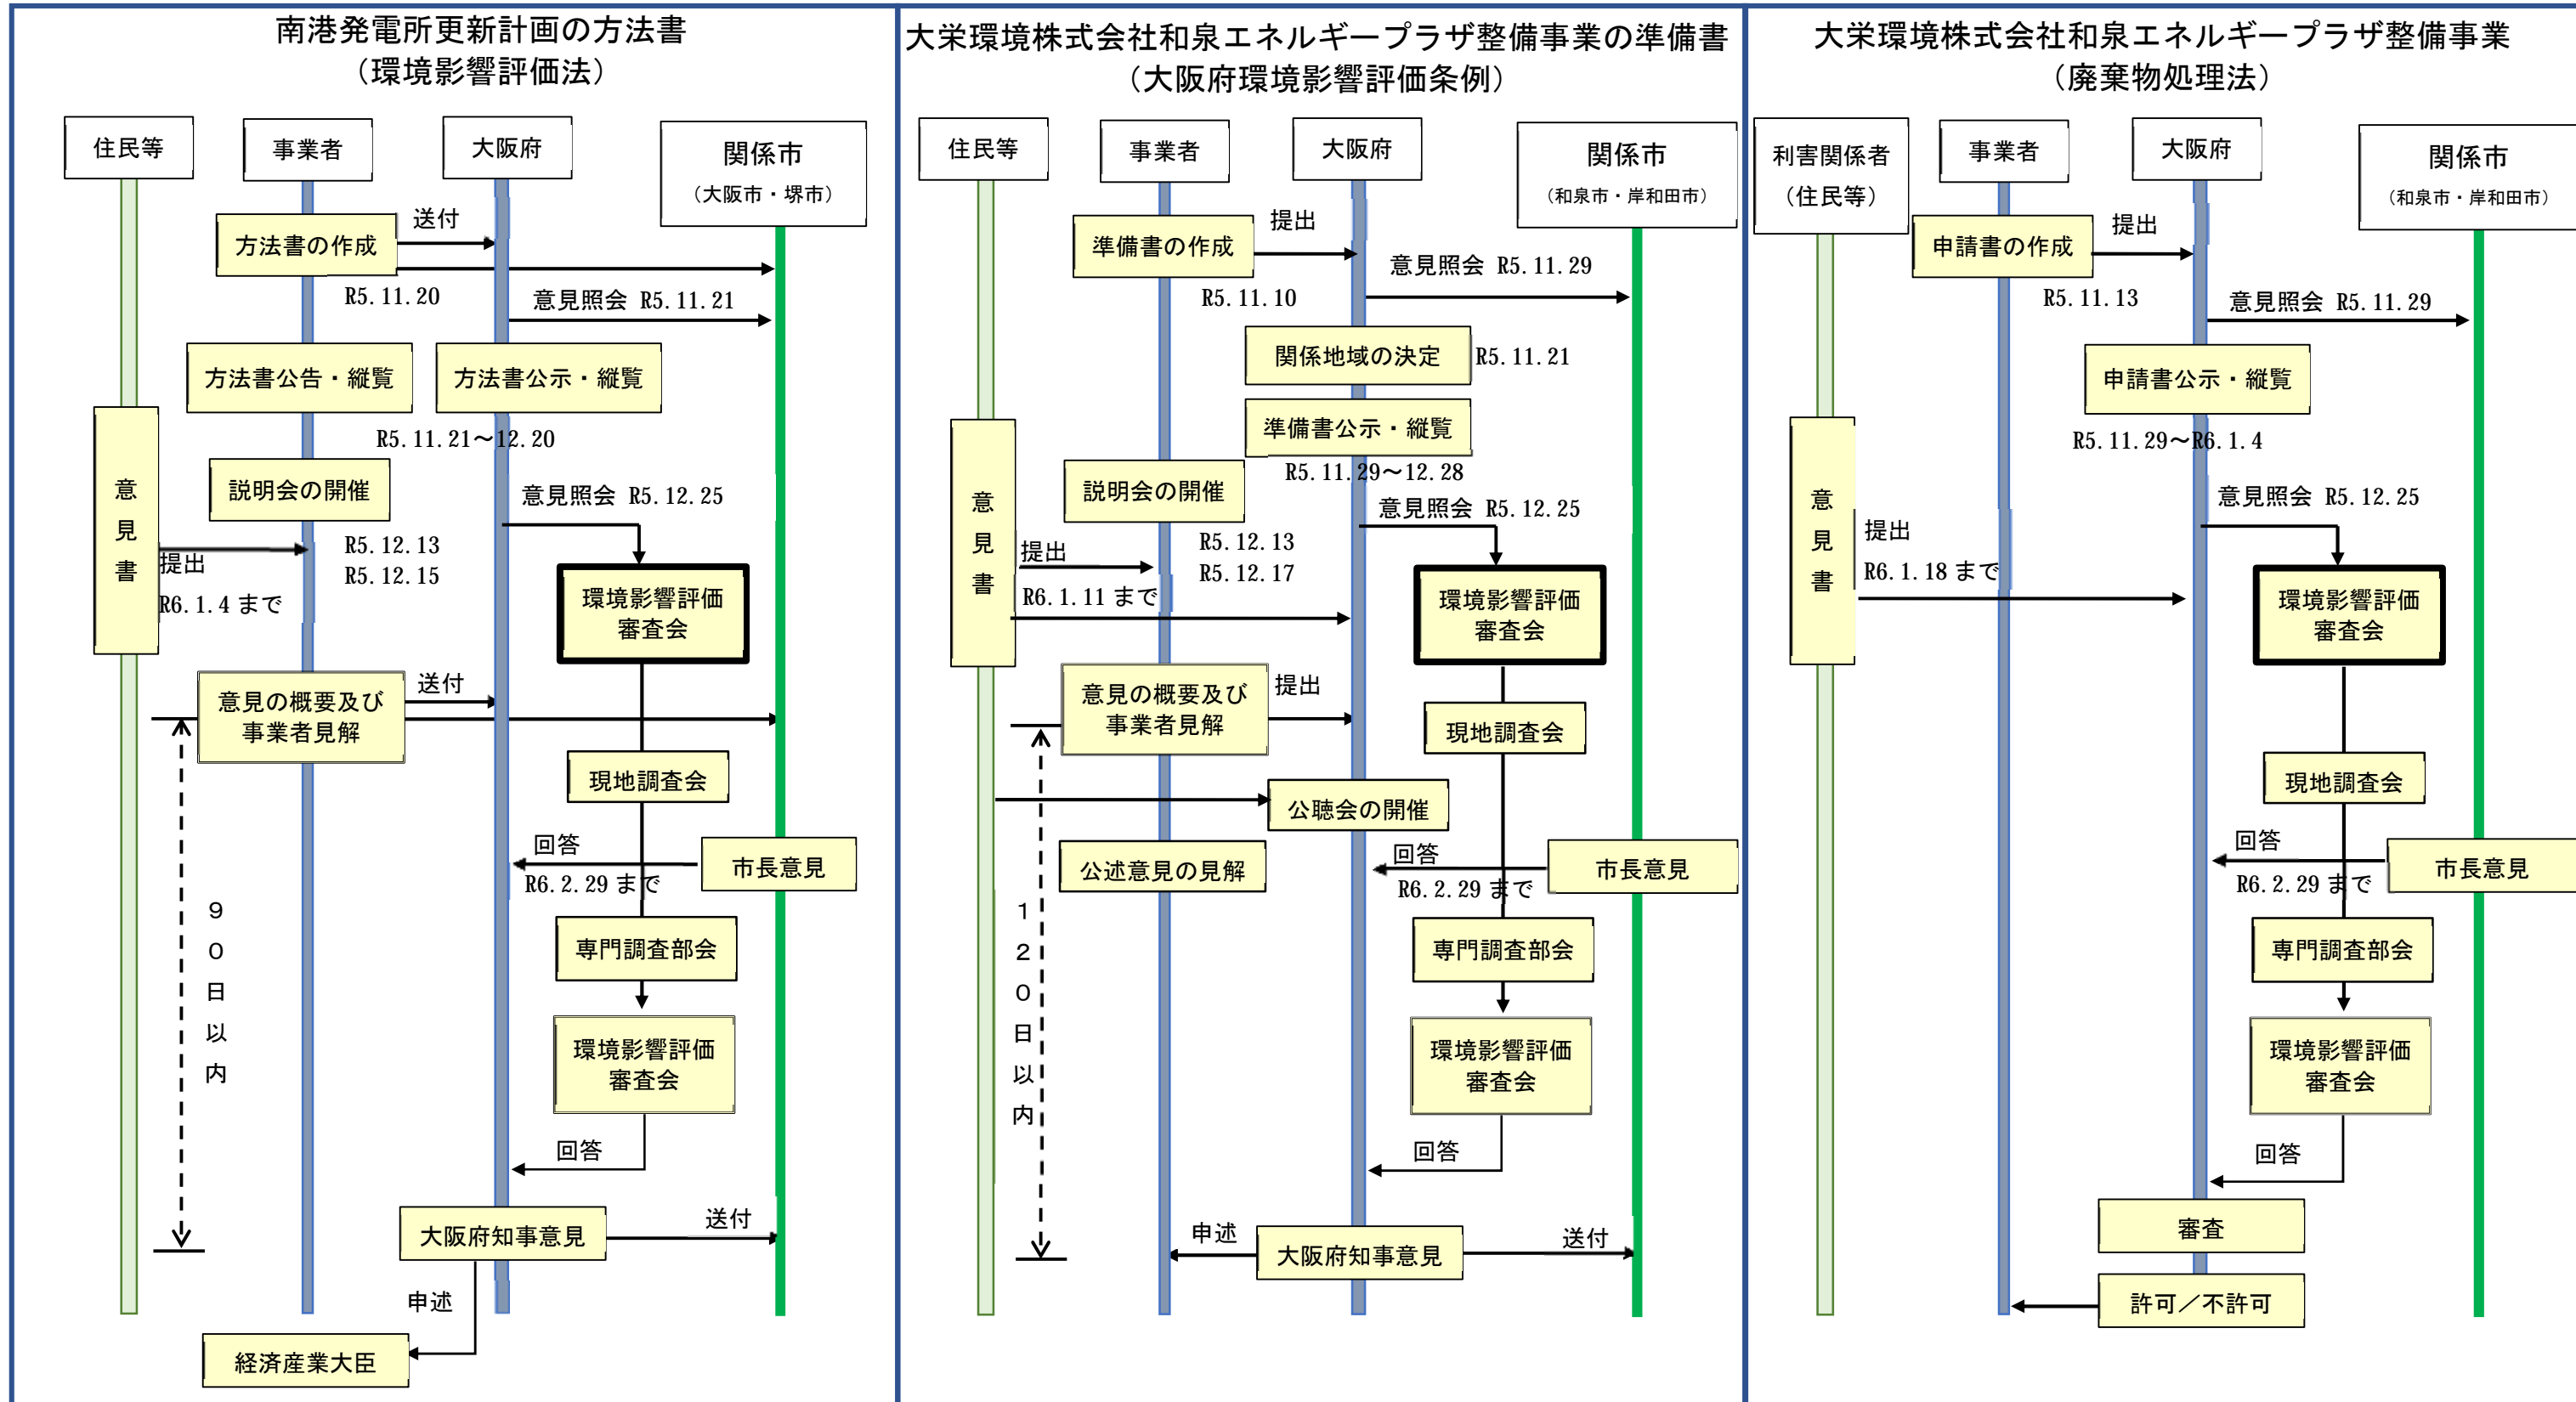 南港発電所更新計画の方法書
（環境影響評価法）
住民等
事業者
大阪府
関係市
（大阪市・堺市）
方法書の作成
送付
R5.11.20
意見照会 R5.11.21
方法書公告・縦覧
方法書公示・縦覧
R5.11.21～12.20
意見書
説明会の開催
意見照会 R5.12.25
提出
R5.12.13
R5.12.15
R6.1.4 まで
環境影響評価
審査会
意見の概要及び
事業者見解
送付
現地調査会
回答
市長意見
R6.2.29 まで
９０日以内
専門調査部会
環境影響評価
審査会
回答
大阪府知事意見
送付
申述
経済産業大臣
大栄環境株式会社和泉エネルギープラザ整備事業の準備書
（大阪府環境影響評価条例）
住民等
事業者
大阪府
関係市
（和泉市・岸和田市）
準備書の作成
提出
意見照会 R5.11.29
R5.11.10
関係地域の決定
R5.11.21
準備書公示・縦覧
R5.11.29～12.28
意見書
説明会の開催
意見照会 R5.12.25
提出
R5.12.13
R5.12.17
R6.1.11 まで
環境影響評価
審査会
意見の概要及び
事業者見解
提出
現地調査会
公聴会の開催
公述意見の見解
回答
市長意見
R6.2.29 まで
１２０日以内
専門調査部会
環境影響評価
審査会
回答
申述
大阪府知事意見
送付
大栄環境株式会社和泉エネルギープラザ整備事業
（廃棄物処理法）
利害関係者
（住民等）
事業者
大阪府
関係市
（和泉市・岸和田市）
申請書の作成
提出
R5.11.13
意見照会 R5.11.29
申請書公示・縦覧
R5.11.29～R6.1.4
意見書
意見照会 R5.12.25
提出
R6.1.18 まで
環境影響評価
審査会
現地調査会
回答
市長意見
R6.2.29 まで
専門調査部会
環境影響評価
審査会
回答
審査
許可／不許可